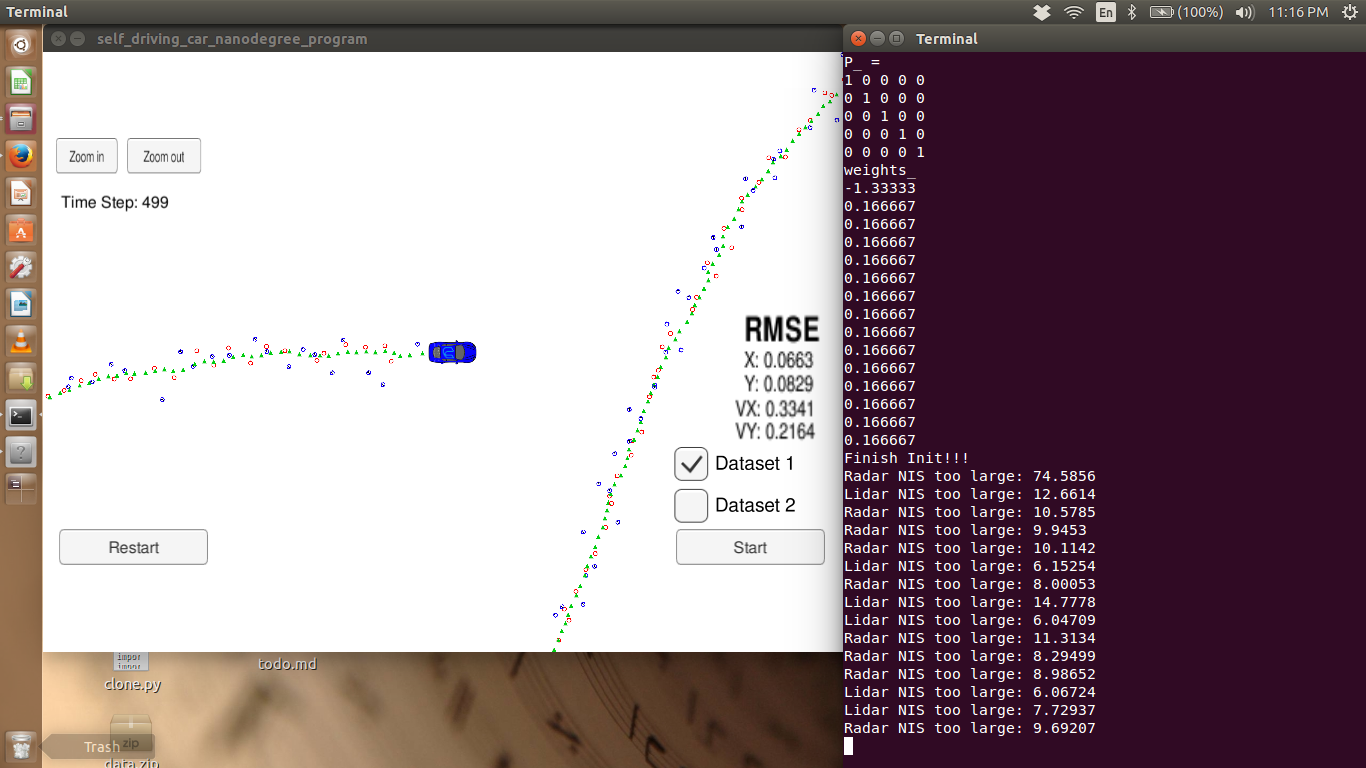 Terminal
En
(100%)
11:16 PM
self_driving_car_nanodegree_program
Zoom in
Zoom out
Time Step: 499
RMSE
X: 0.0663
Y: 0.0829
VX: 0.3341
VY: 0.2164
Dataset 1
Dataset 2
Restart
Start
impor
impor
clone.py
todo.md
Trash
zip
data.zip
Terminal
P_ =
1 0 0 0 0
0 1 0 0 0
0 0 1 0 0
0 0 0 1 0
0 0 0 0 1
weights_
-1.33333
0.166667
0.166667
0.166667
0.166667
0.166667
0.166667
0.166667
0.166667
0.166667
0.166667
0.166667
0.166667
0.166667
0.166667
Finish Init!!!
Radar NIS too large: 74.5856
Lidar NIS too large: 12.6614
Radar NIS too large: 10.5785
Radar NIS too large: 9.9453
Radar NIS too large: 10.1142
Lidar NIS too large: 6.15254
Radar NIS too large: 8.00053
Lidar NIS too large: 14.7778
Lidar NIS too large: 6.04709
Radar NIS too large: 11.3134
Radar NIS too large: 8.29499
Radar NIS too large: 8.98652
Lidar NIS too large: 6.06724
Lidar NIS too large: 7.72937
Radar NIS too large: 9.69207